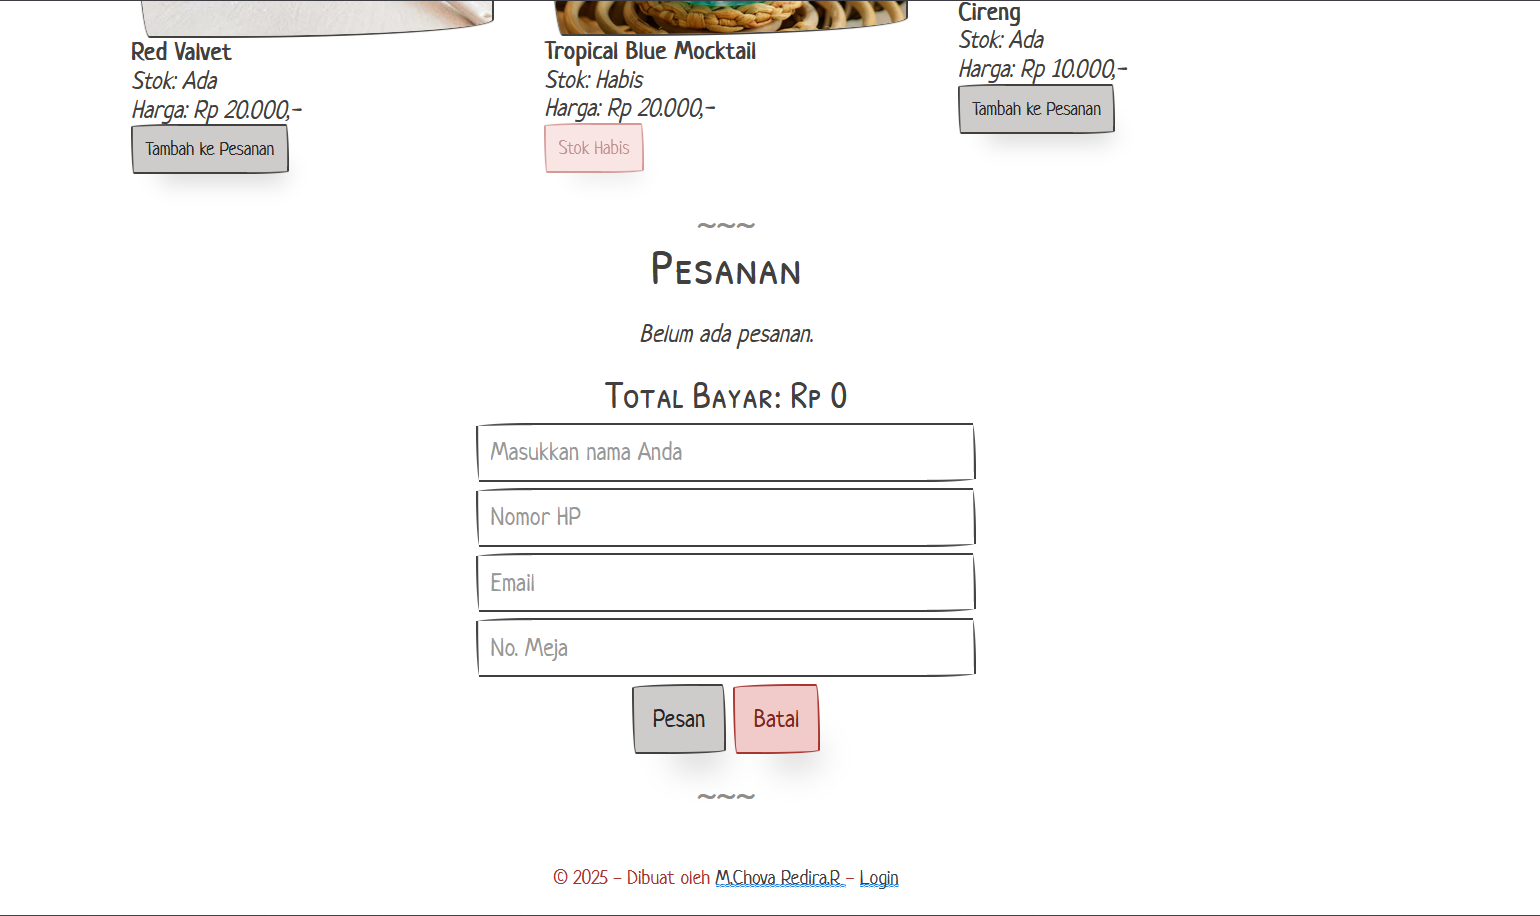 Red Valvet
Stok: Ada
Harga: Rp 20.000,-
Tambah ke Pesanan
Tropical Blue Mocktail
Stok: Habis
Harga: Rp 20.000,-
Stok Habis
Cireng
Stok: Ada
Harga: Rp 10.000,-
Tambah ke Pesanan
~~~
Pesanan
Belum ada pesanan.
Total Bayar: Rp 0
Masukkan nama Anda
Nomor HP
Email
No. Meja
Pesan Batal
~~~
© 2025 - Dibuat oleh M.Chova Redira.R - Login